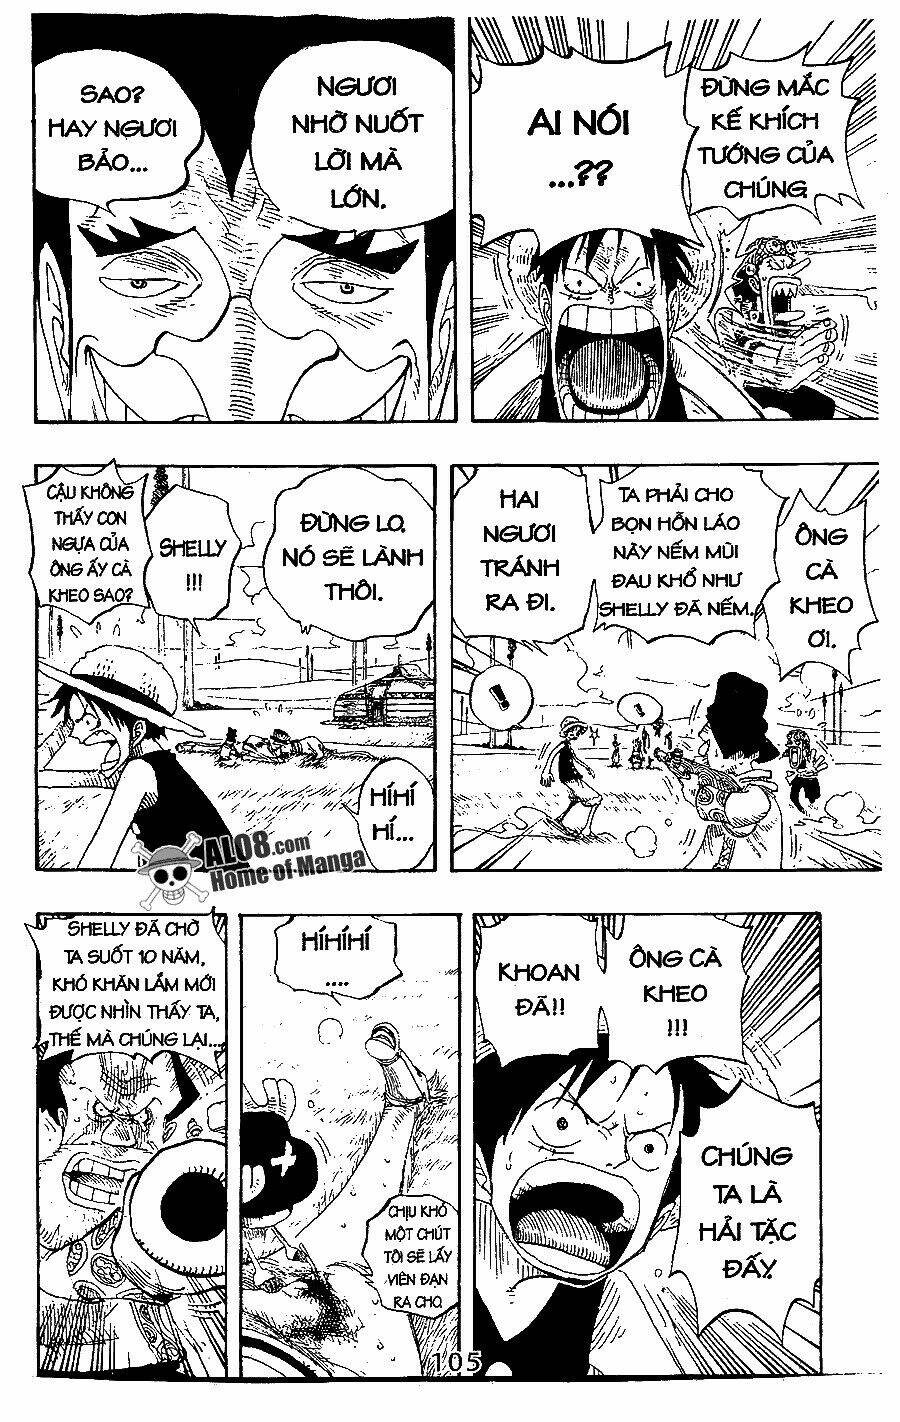 ĐỪNG MẮC
KẾ KHÍCH
TƯỚNG CỦA
CHÚNG.
AI NÓI
...??
NGƯƠI
NHỜ NUỐT
LỜI MÀ
LỚN.
SAO?
HAY NGƯƠI
BẢO...
ÔNG
CÀ
KHEO
ƠI.
TA PHẢI CHO
BỌN HỖN LÁO
NÀY NẾM MÙI
ĐAU KHỔ NHƯ
SHELLY ĐÃ NẾM.
HAI
NGƯƠI
TRÁNH
RA ĐI.
!
!
ĐỪNG LO.
NÓ SẼ LÀNH
THÔI.
SHELLY
!!!
CẬU KHÔNG
THẤY CON
NGỰA CỦA
ÔNG ẤY CÀ
KHEO SAO?
HÍHÍ
HÍ...
AL08.com
Home of Manga
ÔNG CÀ
KHEO
!!!
KHOAN
ĐÃ!!
CHÚNG
TA LÀ
HẢI TẶC
ĐẤY.
HÍHÍHÍ
....
CHỊU KHÓ
MỘT CHÚT
TÔI SẼ LẤY
VIÊN ĐẠN
RA CHO.
SHELLY ĐÃ CHỜ
TA SUỐT 10 NĂM,
KHÓ KHĂN LẮM MỚI
ĐƯỢC NHÌN THẤY TA,
THẾ MÀ CHÚNG LẠI...
105